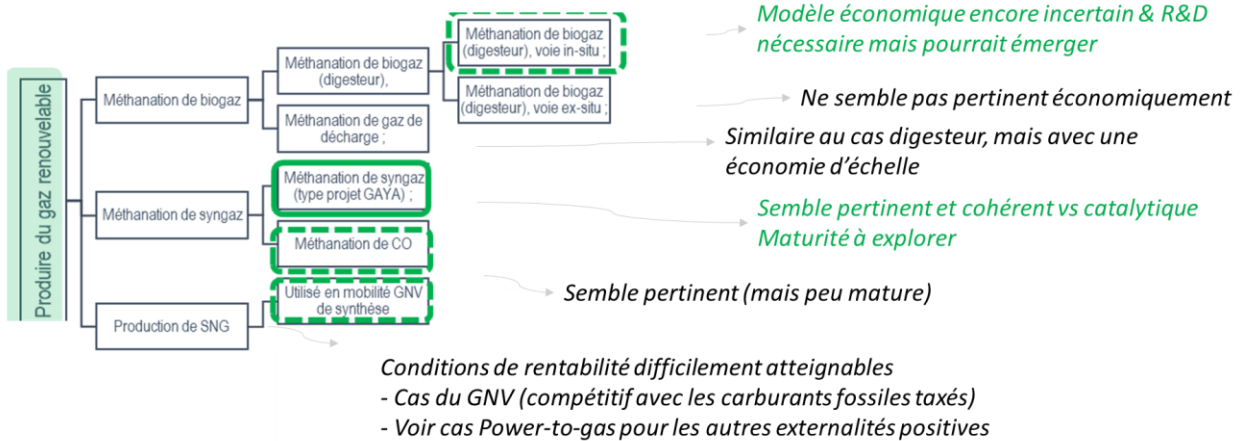 Produire du gaz renouvelable
Méthanation de biogaz
Méthanation de biogaz
(digesteur),
Méthanation de biogaz
(digesteur), voie in-situ ;
Modèle économique encore incertain & R&D
nécessaire mais pourrait émerger
Méthanation de biogaz
(digesteur), voie ex-situ ;
Ne semble pas pertinent économiquement
Méthanation de gaz de
décharge ;
Similaire au cas digesteur, mais avec une
économie d'échelle
Méthanation de syngaz
Méthanation de syngaz
(type projet GAYA) ;
Semble pertinent et cohérent vs catalytique
Maturité à explorer
Méthanation de CO
Semble pertinent (mais peu mature)
Production de SNG
Utilisé en mobilité GNV
de synthèse
Conditions de rentabilité difficilement atteignables
- Cas du GNV (compétitif avec les carburants fossiles taxés)
- Voir cas Power-to-gas pour les autres externalités positives